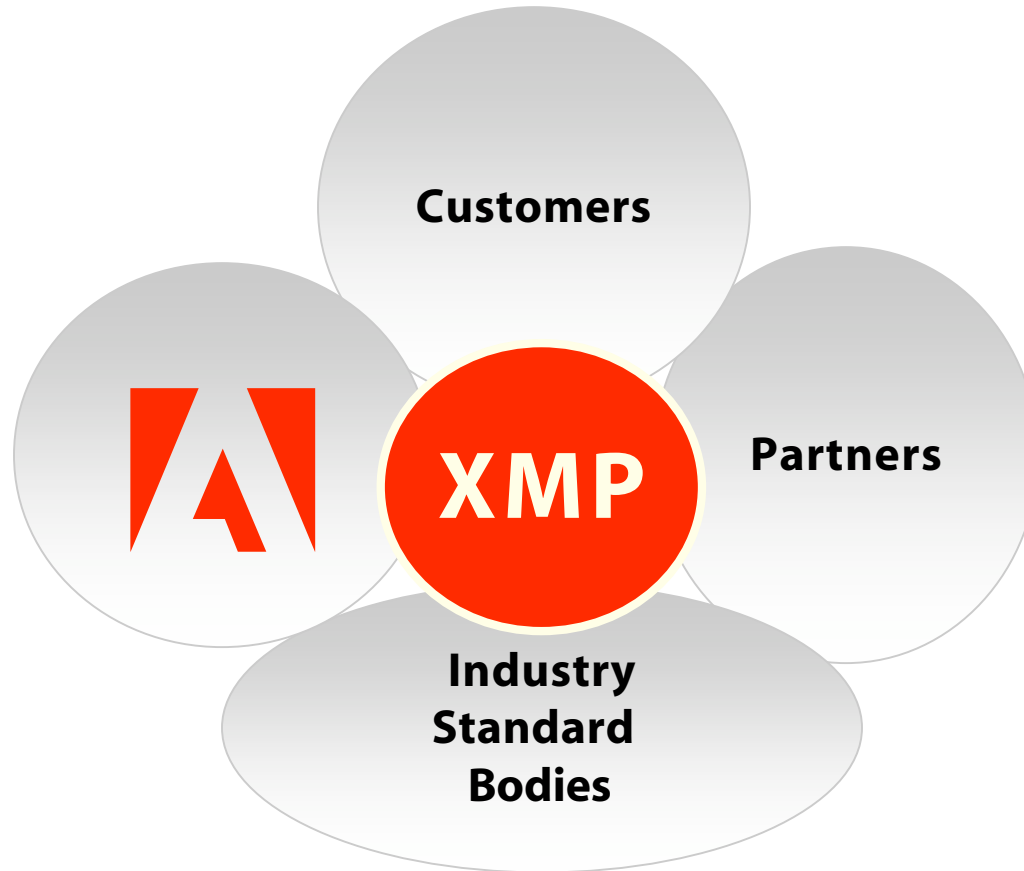 Customers
Partners
XMP
Industry
Standard
Bodies